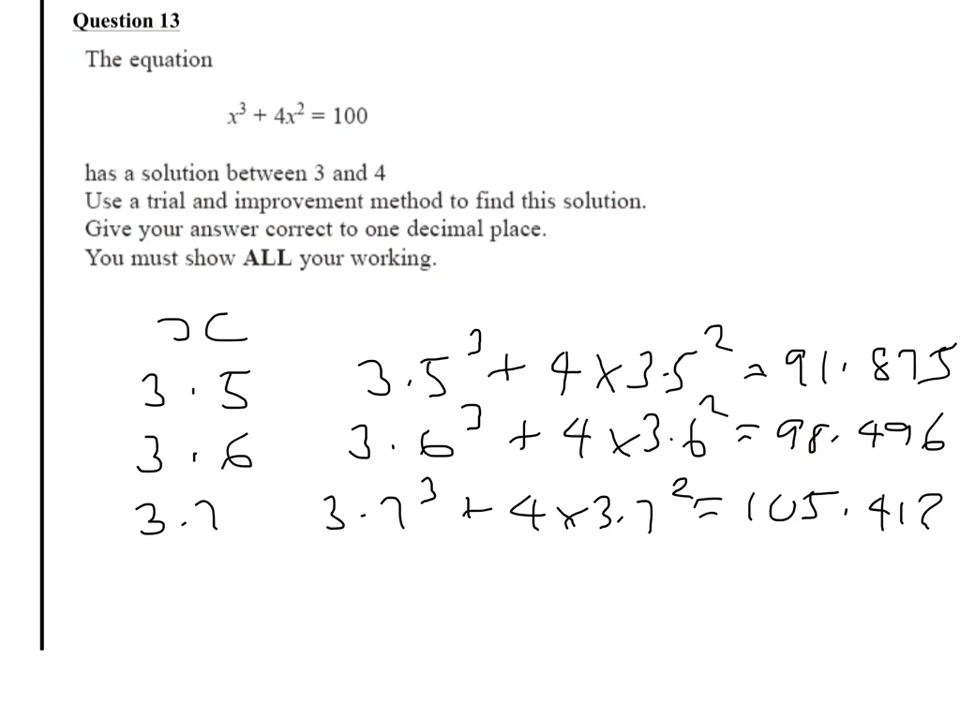 Question 13
The equation
x³ + 4x² = 100
has a solution between 3 and 4
Use a trial and improvement method to find this solution.
Give your answer correct to one decimal place.
You must show ALL your working.
x
3.5 3.5³ + 4×3.5² = 91.875
3.6 3.6³ + 4×3.6² = 98.496
3.7 3.7³ + 4×3.7² = 105.41